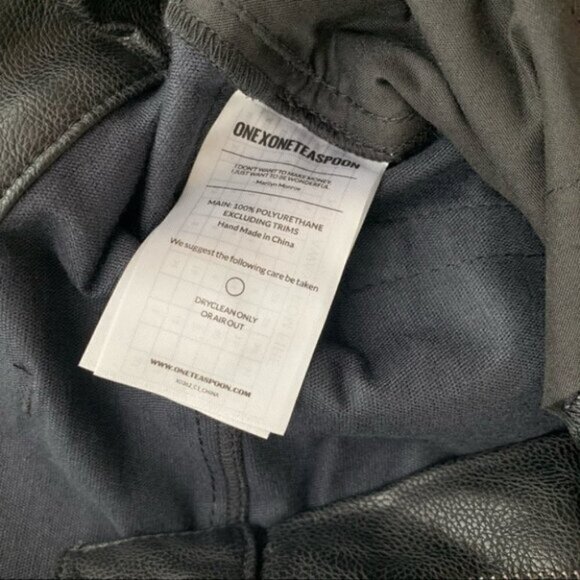 ONEXONETEASPOON
I DON'T WANT TO MAKE MONEY,
I JUST WANT TO BE WONDERFUL.
-Marilyn Monroe
MAIN: 100% POLYURETHANE
EXCLUDING TRIMS
Hand Made in China
We suggest the following care be taken
DRYCLEAN ONLY
OR AIR OUT
WWW.ONETEASPOON.COM